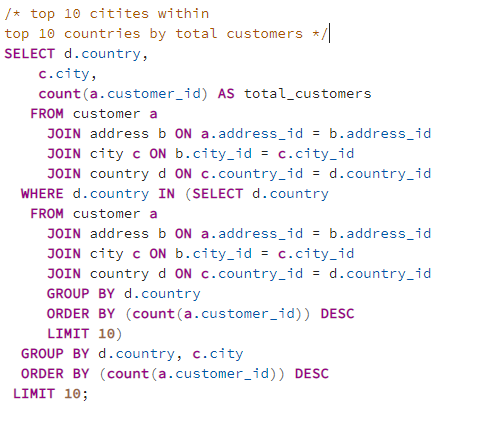 /* top 10 citites within
top 10 countries by total customers */
SELECT d.country,
c.city,
count(a.customer_id) AS total_customers
FROM customer a
JOIN address b ON a.address_id = b.address_id
JOIN city c ON b.city_id = c.city_id
JOIN country d ON c.country_id = d.country_id
WHERE d.country IN (SELECT d.country
FROM customer a
JOIN address b ON a.address_id = b.address_id
JOIN city c ON b.city_id = c.city_id
JOIN country d ON c.country_id = d.country_id
GROUP BY d.country
ORDER BY (count(a.customer_id)) DESC
LIMIT 10)
GROUP BY d.country, c.city
ORDER BY (count(a.customer_id)) DESC
LIMIT 10;